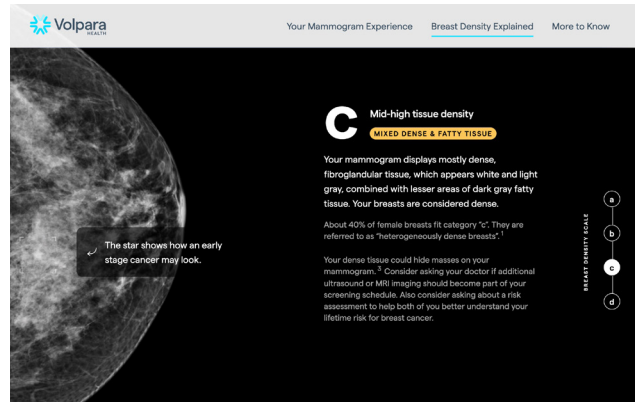 Volpara
HEALTH
Your Mammogram Experience
Breast Density Explained
More to Know
C
Mid-high tissue density
MIXED DENSE & FATTY TISSUE
Your mammogram displays mostly dense,
fibroglandular tissue, which appears white and light
gray, combined with lesser areas of dark gray fatty
tissue. Your breasts are considered dense.
About 40% of female breasts fit category "c". They are
referred to as "heterogeneously dense breasts". 1
Your dense tissue could hide masses on your
mammogram. 3 Consider asking your doctor if additional
ultrasound or MRI imaging should become part of your
screening schedule. Also consider asking about a risk
assessment to help both of you better understand your
lifetime risk for breast cancer.
The star shows how an early
stage cancer may look.
BREAST DENSITY SCALE
a
b
c
d